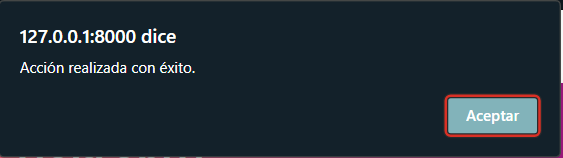 127.0.0.1:8000 dice
Acción realizada con éxito.
Aceptar